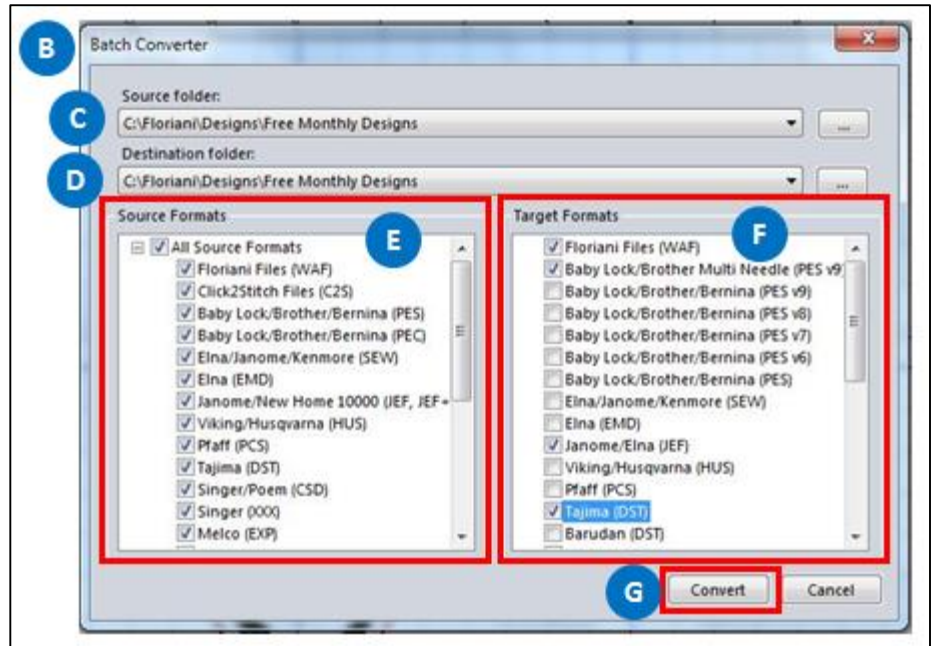 B
Batch Converter
Source folder:
C
C:\Floriani\Designs\Free Monthly Designs
...
Destination folder:
D
C:\Floriani\Designs\Free Monthly Designs
...
Source Formats
E
All Source Formats
Floriani Files (WAF)
Click2Stitch Files (C2S)
Baby Lock/Brother/Bernina (PES)
Baby Lock/Brother/Bernina (PEC)
Elna/Janome/Kenmore (SEW)
Elna (EMD)
Janome/New Home 10000 (JEF, JEF+
Viking/Husqvarna (HUS)
Pfaff (PCS)
Tajima (DST)
Singer/Poem (CSD)
Singer (XXX)
Melco (EXP)
Target Formats
F
Floriani Files (WAF)
Baby Lock/Brother Multi Needle (PES v9
Baby Lock/Brother/Bernina (PES v9)
Baby Lock/Brother/Bernina (PES v8)
Baby Lock/Brother/Bernina (PES v7)
Baby Lock/Brother/Bernina (PES v6)
Baby Lock/Brother/Bernina (PES)
Elna/Janome/Kenmore (SEW)
Elna (EMD)
Janome/Elna (JEF)
Viking/Husqvarna (HUS)
Pfaff (PCS)
Tajima (DST)
Barudan (DST)
G
Convert
Cancel